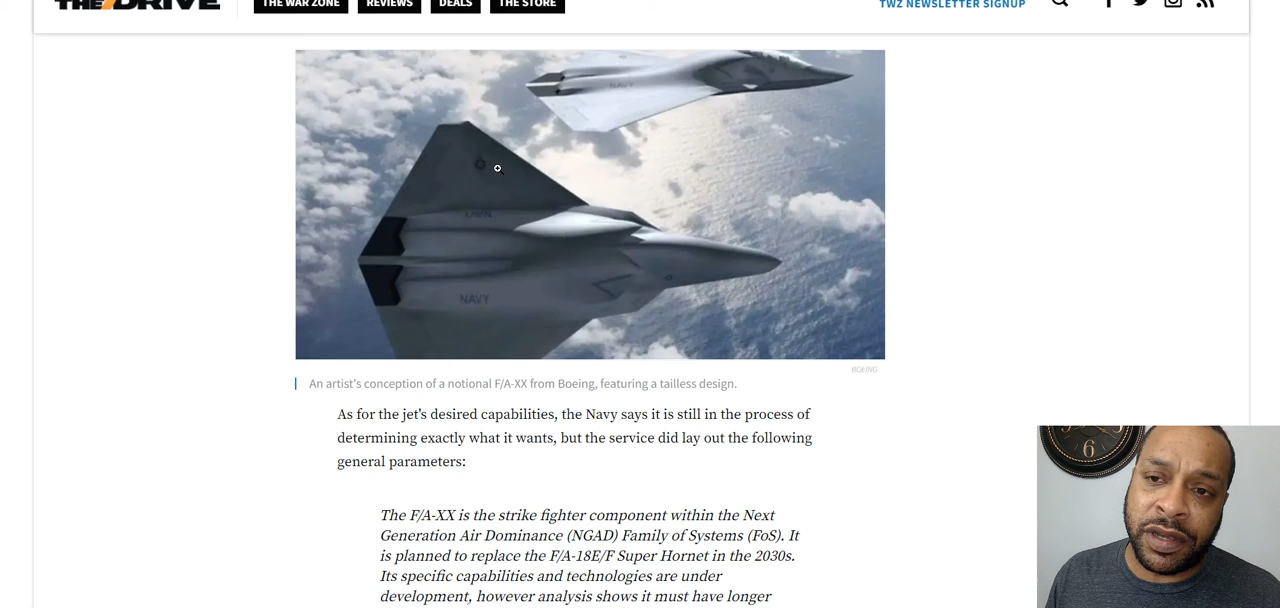 THE DRIVE
THE WAR ZONE
REVIEWS
DEALS
THE STORE
TWZ NEWSLETTER SIGNUP
NAVY
NAVY
BOEING
An artist's conception of a notional F/A-XX from Boeing, featuring a tailless design.
As for the jet's desired capabilities, the Navy says it is still in the process of
determining exactly what it wants, but the service did lay out the following
general parameters:
The F/A-XX is the strike fighter component within the Next
Generation Air Dominance (NGAD) Family of Systems (FoS). It
is planned to replace the F/A-18E/F Super Hornet in the 2030s.
Its specific capabilities and technologies are under
development, however analysis shows it must have longer
6